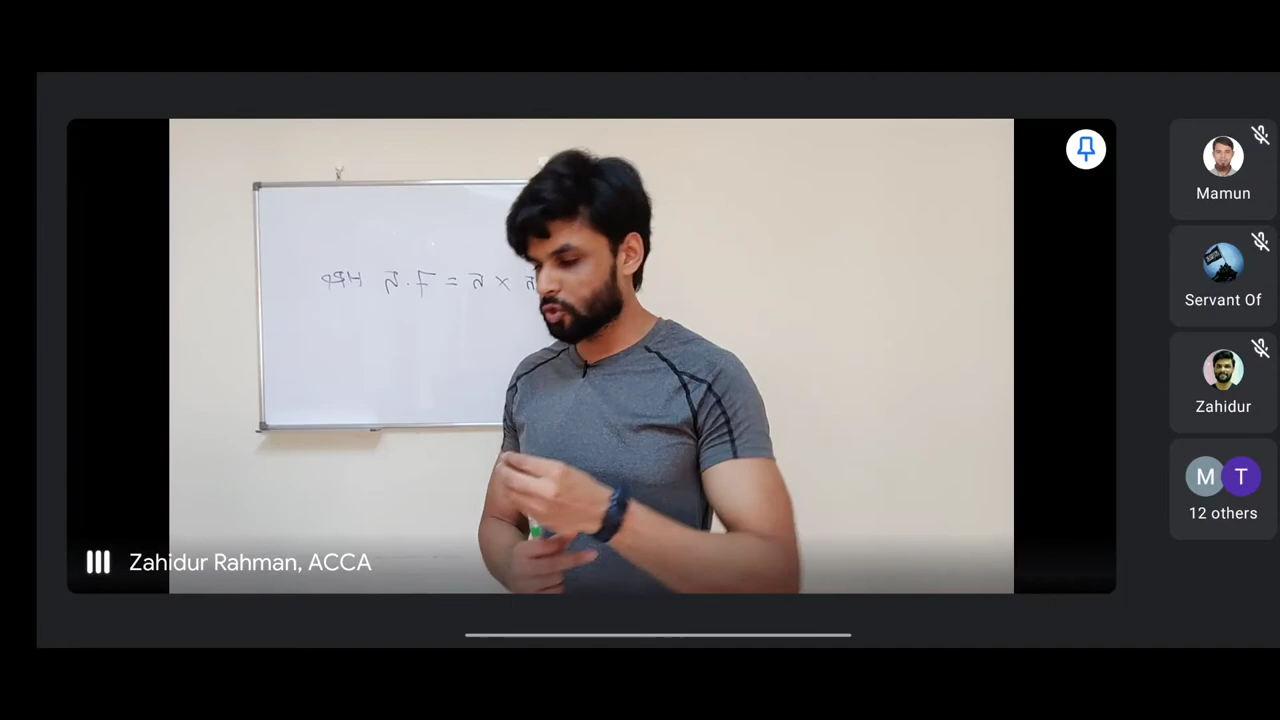 Zahidur Rahman, ACCA
Mamun
Servant Of
Zahidur
M T
12 others